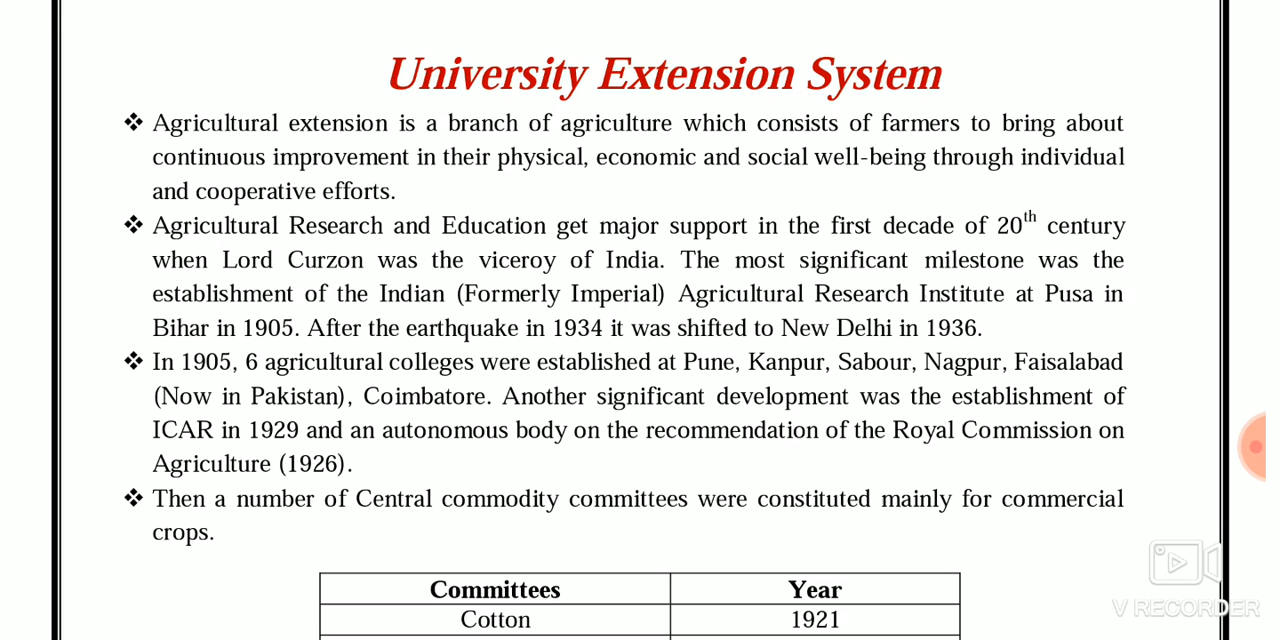 University Extension System
❖ Agricultural extension is a branch of agriculture which consists of farmers to bring about
continuous improvement in their physical, economic and social well-being through individual
and cooperative efforts.
❖ Agricultural Research and Education get major support in the first decade of 20th century
when Lord Curzon was the viceroy of India. The most significant milestone was the
establishment of the Indian (Formerly Imperial) Agricultural Research Institute at Pusa in
Bihar in 1905. After the earthquake in 1934 it was shifted to New Delhi in 1936.
❖ In 1905, 6 agricultural colleges were established at Pune, Kanpur, Sabour, Nagpur, Faisalabad
(Now in Pakistan), Coimbatore. Another significant development was the establishment of
ICAR in 1929 and an autonomous body on the recommendation of the Royal Commission on
Agriculture (1926).
❖ Then a number of Central commodity committees were constituted mainly for commercial
crops.
Committees Year
Cotton 1921
V RECORDER